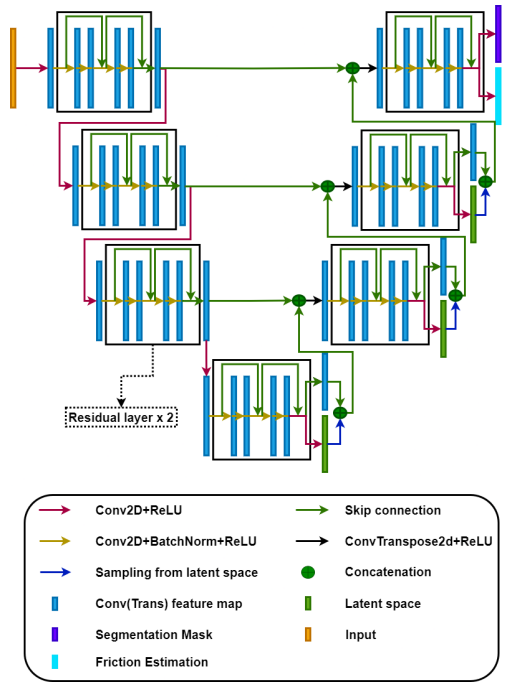 Residual layer x 2
Conv2D+ReLU
Skip connection
Conv2D+BatchNorm+ReLU
ConvTranspose2d+ReLU
Sampling from latent space
Concatenation
Conv(Trans) feature map
Latent space
Segmentation Mask
Input
Friction Estimation